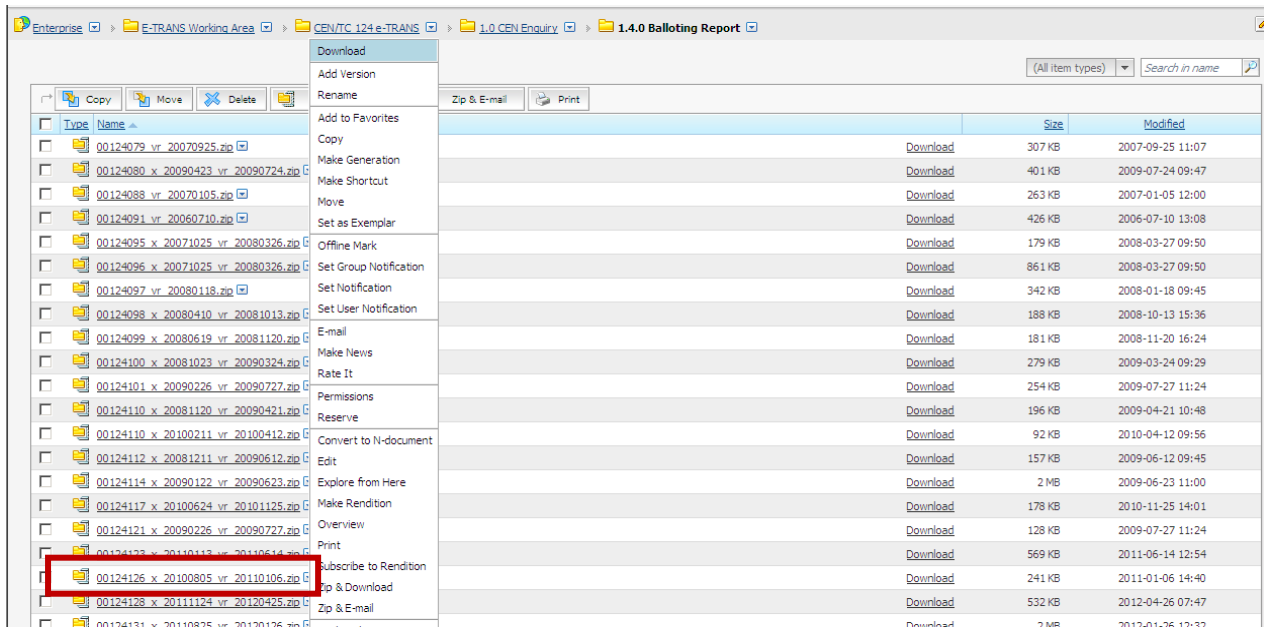 Enterprise E-TRANS Working Area CEN/TC 124 e-TRANS 1.0 CEN Enquiry 1.4.0 Balloting Report
Download
(All item types) Search in name
Add Version
Rename
Copy Move Delete Zip & E-mail Print
Add to Favorites
Type Name Size Modified
Copy
00124079_vr_20070925.zip Download 307 KB 2007-09-25 11:07
Make Generation
00124080_x_20090423_vr_20090724.zip Download 401 KB 2009-07-24 09:47
Make Shortcut
00124088_vr_20070105.zip Download 263 KB 2007-01-05 12:00
Move
00124091_vr_20060710.zip Download 426 KB 2006-07-10 13:08
Set as Exemplar
00124095_x_20071025_vr_20080326.zip Download 179 KB 2008-03-27 09:50
Offline Mark
00124096_x_20071025_vr_20080326.zip Download 861 KB 2008-03-27 09:50
Set Group Notification
00124097_vr_20080118.zip Download 342 KB 2008-01-18 09:45
Set Notification
00124098_x_20080410_vr_20081013.zip Download 188 KB 2008-10-13 15:36
Set User Notification
00124099_x_20080619_vr_20081120.zip Download 181 KB 2008-11-20 16:24
E-mail
Make News
00124100_x_20081023_vr_20090324.zip Download 279 KB 2009-03-24 09:29
Rate It
00124101_x_20090226_vr_20090727.zip Download 254 KB 2009-07-27 11:24
Permissions
00124110_x_20081120_vr_20090421.zip Download 196 KB 2009-04-21 10:48
Reserve
00124110_x_20100211_vr_20100412.zip Download 92 KB 2010-04-12 09:56
Convert to N-document
00124112_x_20081211_vr_20090612.zip Download 157 KB 2009-06-12 09:45
Edit
00124114_x_20090122_vr_20090623.zip Download 2 MB 2009-06-23 11:00
Explore from Here
00124117_x_20100624_vr_20101125.zip Download 178 KB 2010-11-25 14:01
Make Rendition
00124121_x_20090226_vr_20090727.zip Download 128 KB 2009-07-27 11:24
Overview
Print
00124123_x_20110113_vr_20110614.zip Download 569 KB 2011-06-14 12:54
Subscribe to Rendition
00124126_x_20100805_vr_20110106.zip Download 241 KB 2011-01-06 14:40
Zip & Download
00124128_x_20111124_vr_20120425.zip Download 532 KB 2012-04-26 07:47
Zip & E-mail
00124131_x_20110825_vr_20120126.zip Download 2 MB 2012-01-26 12:32